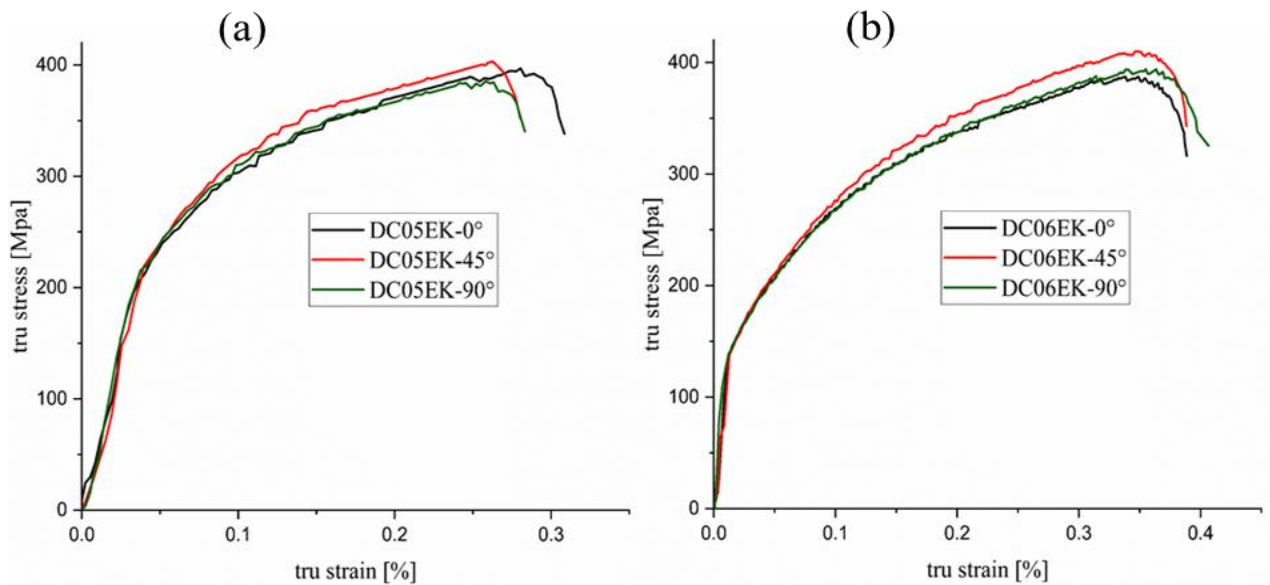 (a)
tru stress [Mpa]
400
300
200
100
0
0.0 0.1 0.2 0.3
tru strain [%]
DC05EK-0°
DC05EK-45°
DC05EK-90°
(b)
tru stress [Mpa]
400
300
200
100
0
0.0 0.1 0.2 0.3 0.4
tru strain [%]
DC06EK-0°
DC06EK-45°
DC06EK-90°